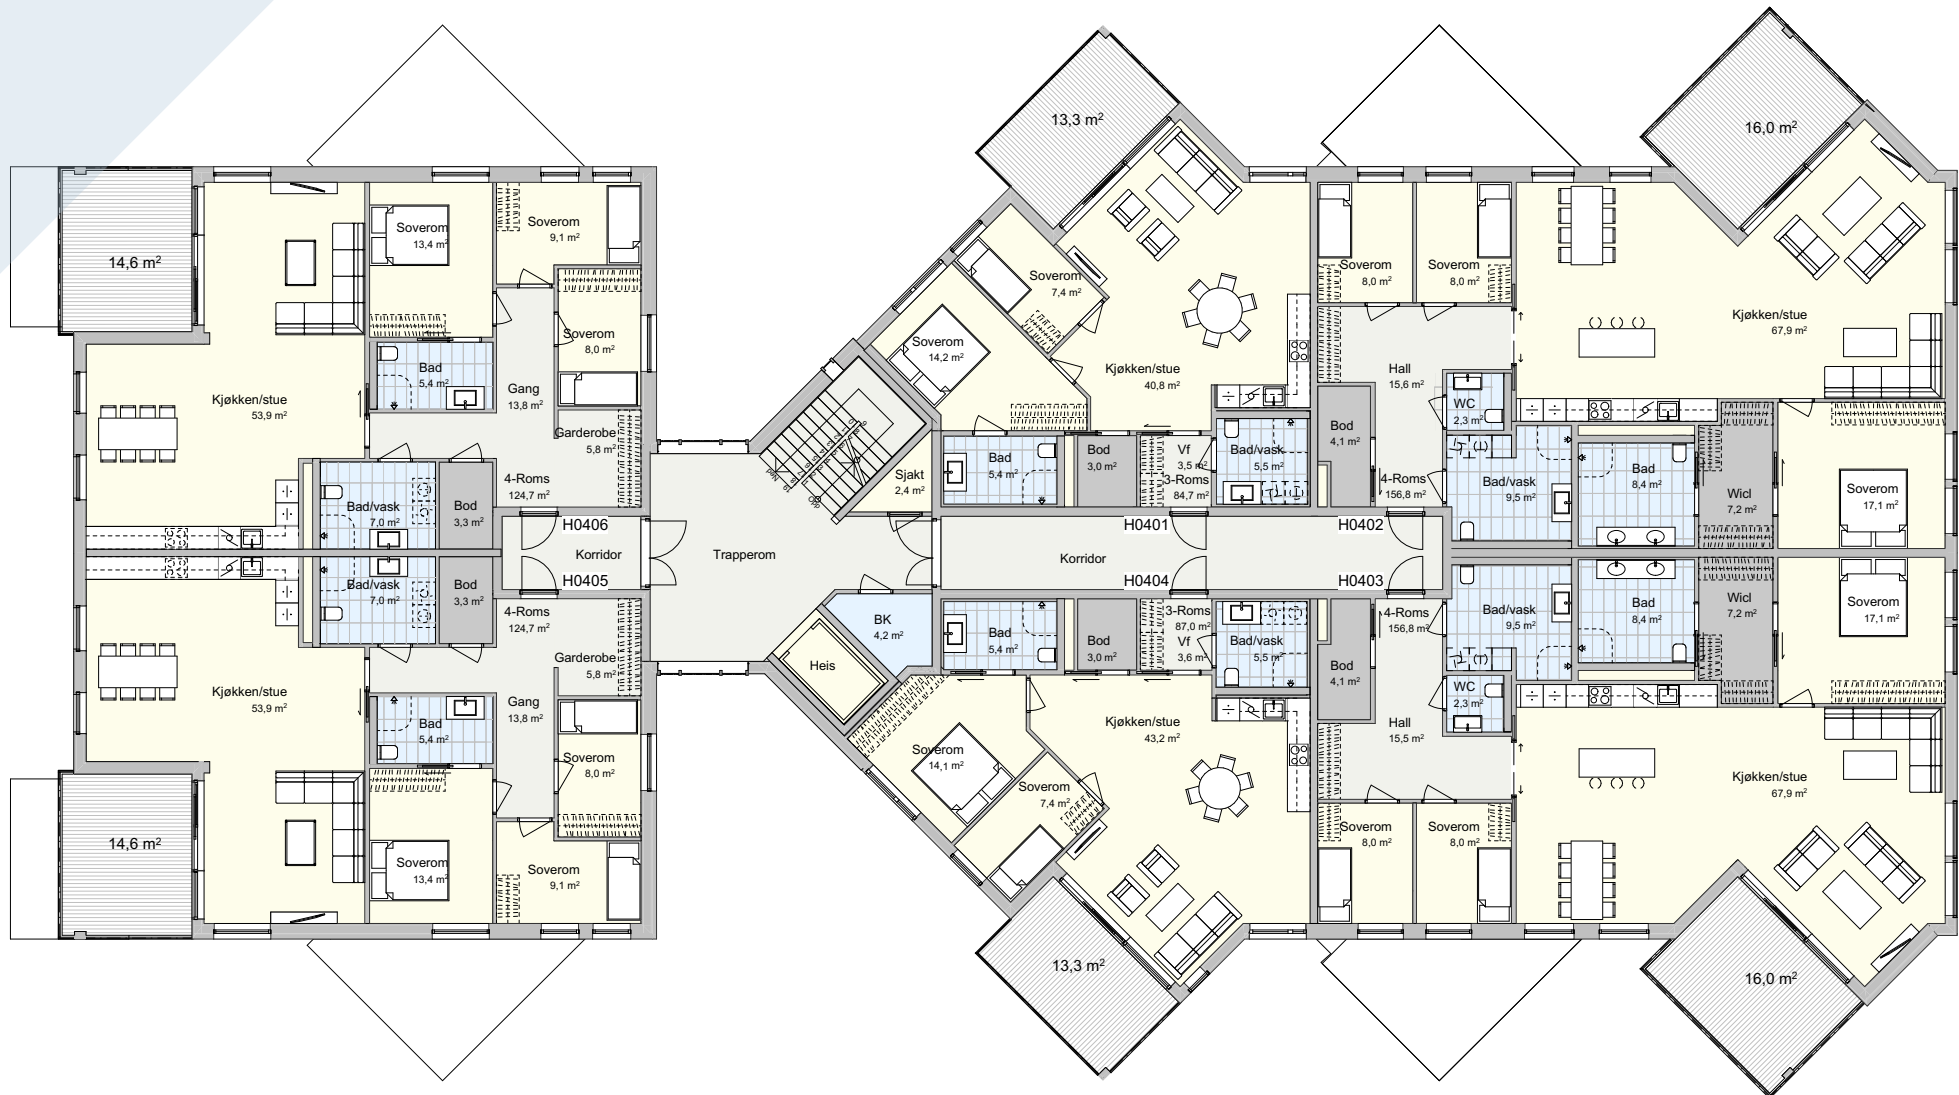 14,6 m²
Soverom
13,4 m²
Soverom
9,1 m²
Soverom
8,0 m²
Bad
5,4 m²
Gang
13,8 m²
Kjøkken/stue
53,9 m²
Garderobe
5,8 m²
4-Roms
124,7 m²
Bad/vask
7,0 m²
Bod
3,3 m²
H0406
Korridor
H0405
Bad/vask
7,0 m²
Bod
3,3 m²
4-Roms
124,7 m²
Garderobe
5,8 m²
Kjøkken/stue
53,9 m²
Gang
13,8 m²
Bad
5,4 m²
Soverom
8,0 m²
14,6 m²
Soverom
13,4 m²
Soverom
9,1 m²
Trapperom
Sjakt
2,4 m²
BK
4,2 m²
Heis
13,3 m²
Soverom
7,4 m²
Soverom
14,2 m²
Kjøkken/stue
40,8 m²
Bad
5,4 m²
Bod
3,0 m²
Vf
3,5 m²
3-Roms
84,7 m²
Bad/vask
5,5 m²
H0401
Korridor
H0404
Bad
5,4 m²
Bod
3,0 m²
3-Roms
87,0 m²
Vf
3,6 m²
Bad/vask
5,5 m²
Kjøkken/stue
43,2 m²
Soverom
14,1 m²
Soverom
7,4 m²
13,3 m²
16,0 m²
Soverom
8,0 m²
Soverom
8,0 m²
Kjøkken/stue
67,9 m²
Hall
15,6 m²
WC
2,3 m²
Bod
4,1 m²
4-Roms
156,8 m²
Bad/vask
9,5 m²
Bad
8,4 m²
Wicl
7,2 m²
Soverom
17,1 m²
H0402
H0403
4-Roms
156,8 m²
Bad/vask
9,5 m²
Bad
8,4 m²
Wicl
7,2 m²
Soverom
17,1 m²
Bod
4,1 m²
WC
2,3 m²
Hall
15,5 m²
Kjøkken/stue
67,9 m²
Soverom
8,0 m²
Soverom
8,0 m²
16,0 m²